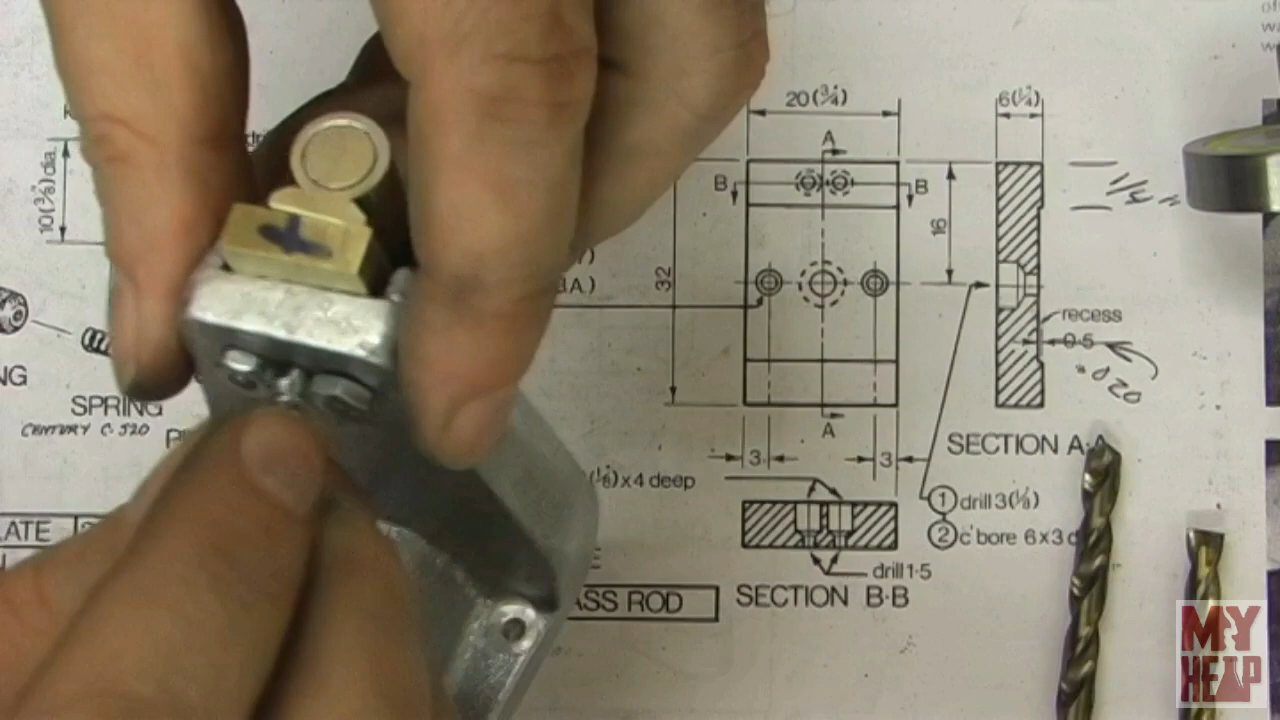 20(¾")
6(¼")
A
B
B
16
32
10(⅜")dia.
¼"
recess
0·5
.020
SPRING
CENTURY C-520
A
SECTION A·A
3
3
(⅛)x4 deep
1 drill 3(⅛)
2 c'bore 6x3
drill 1·5
SECTION B·B
ASS ROD
LATE
NG
MY
HEAP